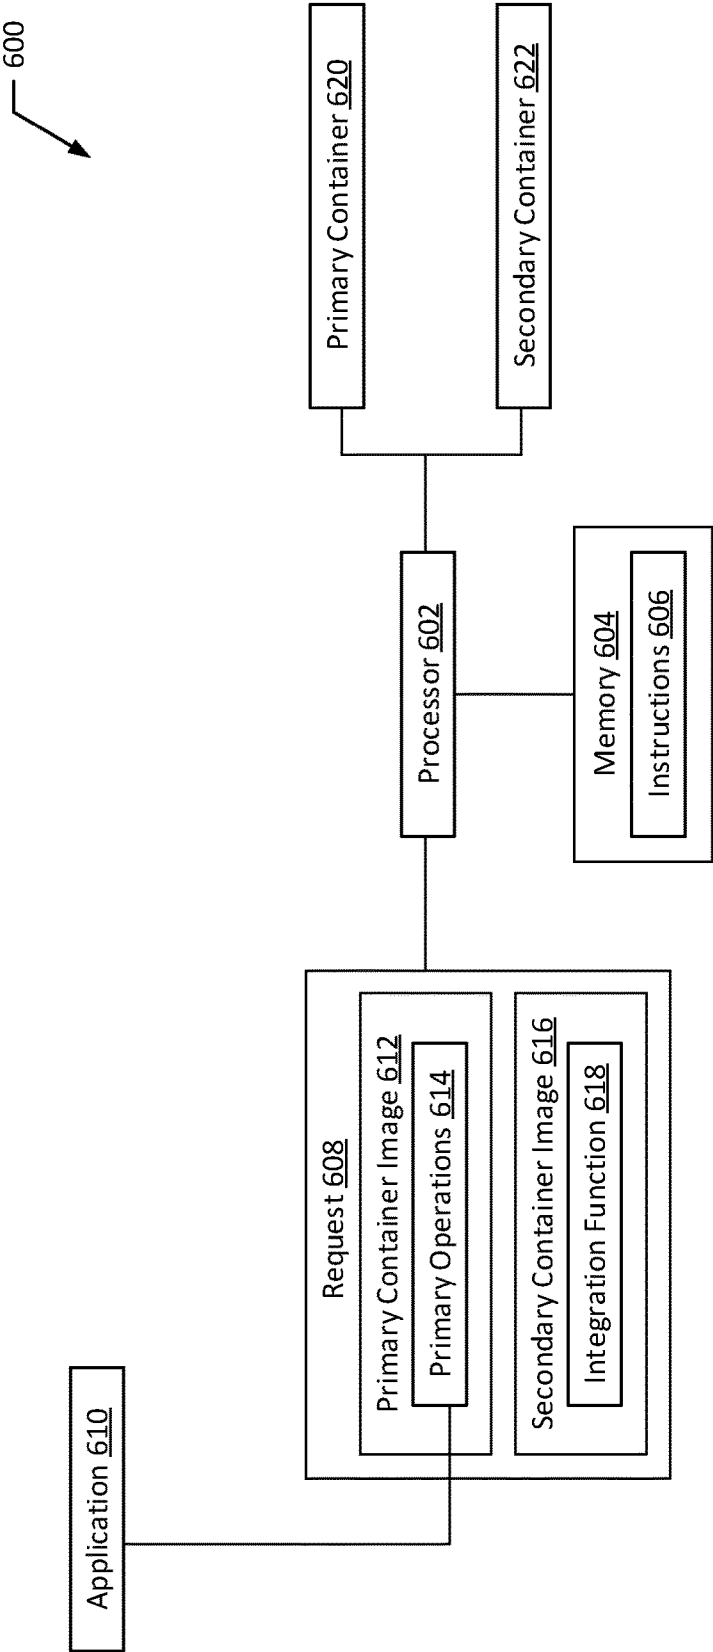 600
Application 610
Request 608
Primary Container Image 612
Primary Operations 614
Secondary Container Image 616
Integration Function 618
Processor 602
Memory 604
Instructions 606
Primary Container 620
Secondary Container 622